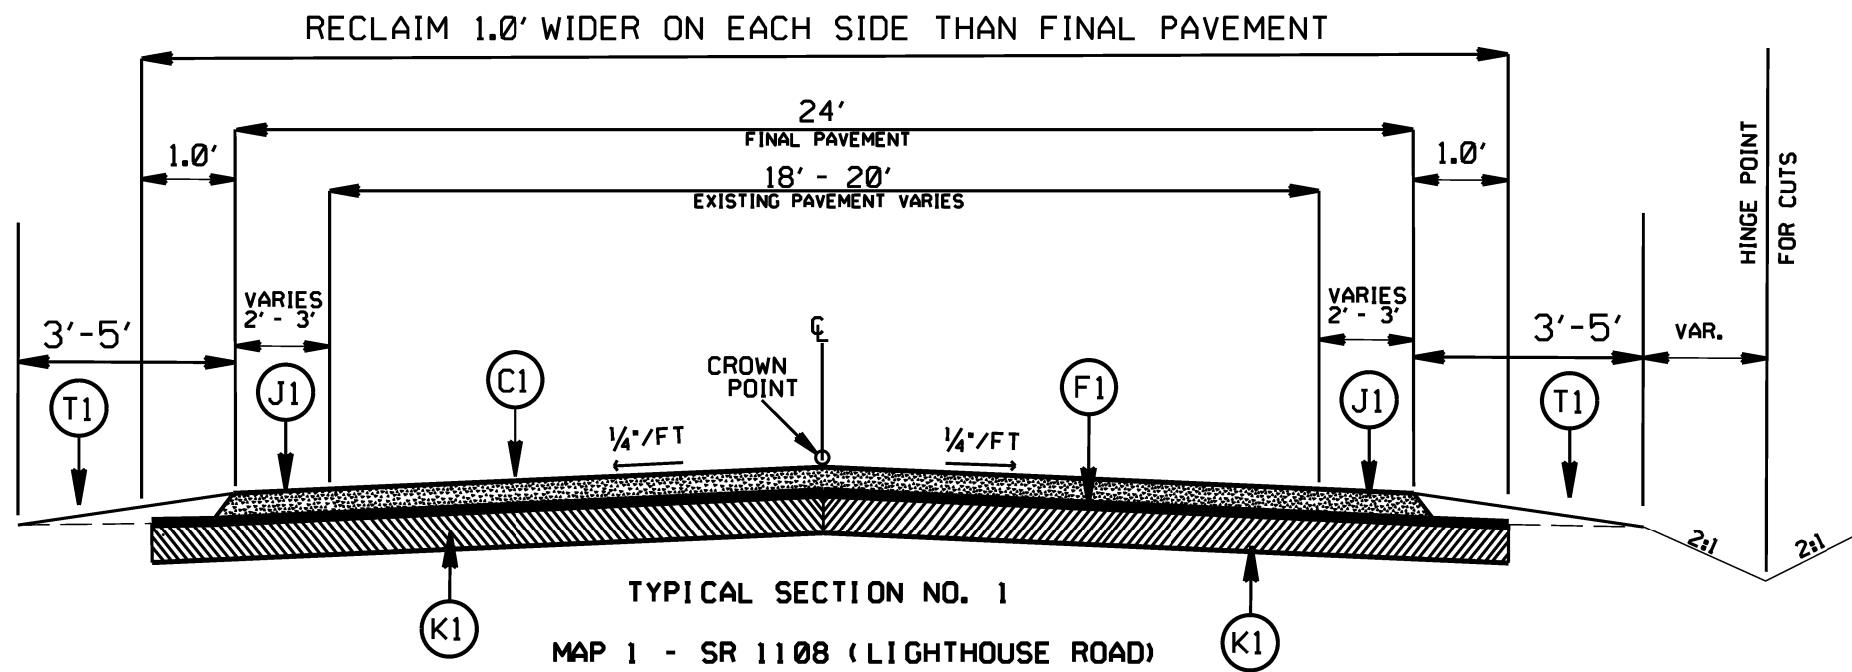 RECLAIM 1.0' WIDER ON EACH SIDE THAN FINAL PAVEMENT
24'
FINAL PAVEMENT
1.0'
1.0'
18' - 20'
EXISTING PAVEMENT VARIES
HINGE POINT
FOR CUTS
VARIES
2' - 3'
VARIES
2' - 3'
3'-5'
3'-5'
VAR.
℄
CROWN
POINT
T1
J1
C1
F1
J1
T1
1/4"/FT
1/4"/FT
2:1
2:1
K1
K1
TYPICAL SECTION NO. 1
MAP 1 - SR 1108 (LIGHTHOUSE ROAD)